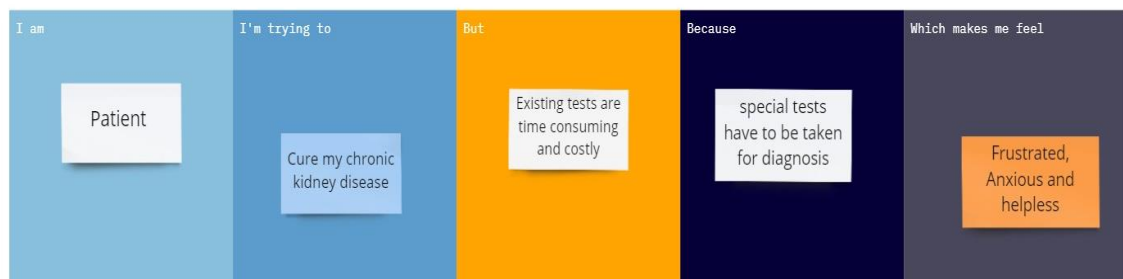 I am
Patient
I'm trying to
Cure my chronic
kidney disease
But
Existing tests are
time consuming
and costly
Because
special tests
have to be taken
for diagnosis
Which makes me feel
Frustrated,
Anxious and
helpless